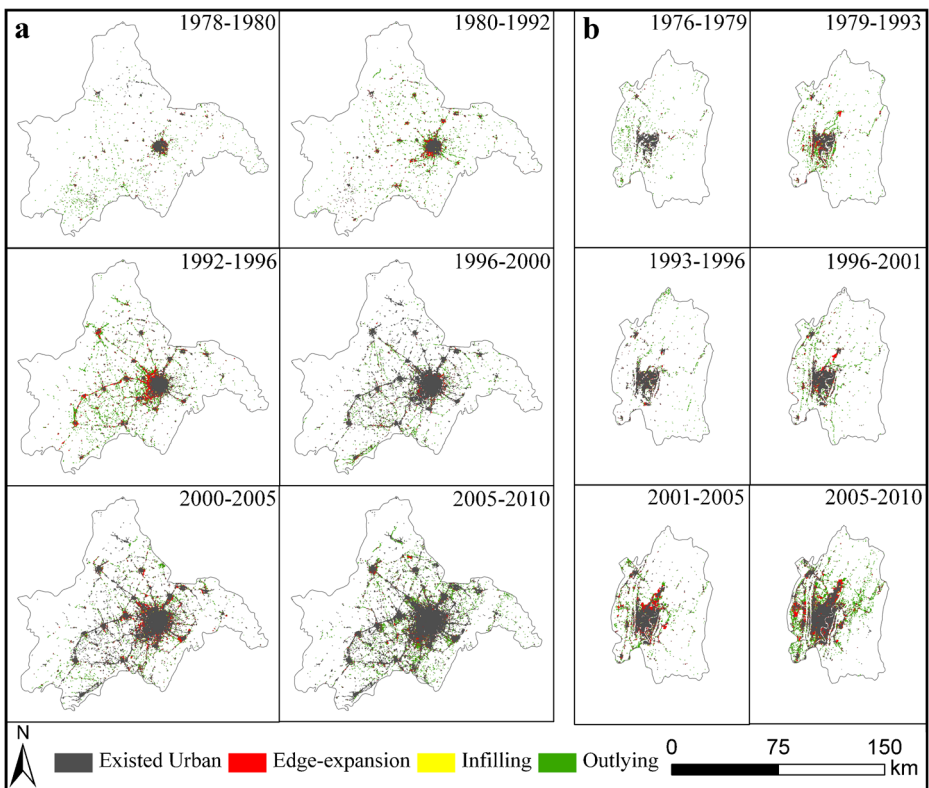 a
1978-1980
1980-1992
b
1976-1979
1979-1993
1992-1996
1996-2000
1993-1996
1996-2001
2000-2005
2005-2010
2001-2005
2005-2010
N
Existed Urban
Edge-expansion
Infilling
Outlying
0 75 150
km